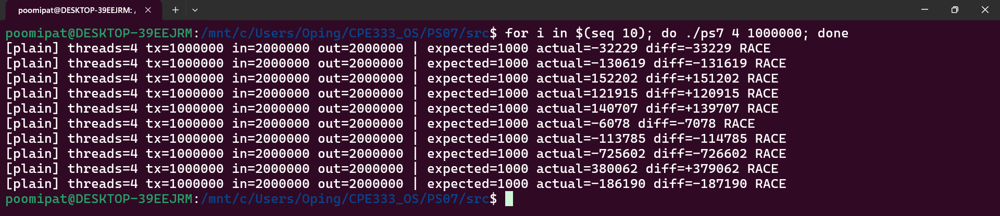 poomipat@DESKTOP-39EEJRM: /
poomipat@DESKTOP-39EEJRM:/mnt/c/Users/Oping/CPE333_OS/PS07/src$ for i in $(seq 10); do ./ps7 4 1000000; done
[plain] threads=4 tx=1000000 in=2000000 out=2000000 | expected=1000 actual=-32229 diff=-33229 RACE
[plain] threads=4 tx=1000000 in=2000000 out=2000000 | expected=1000 actual=-130619 diff=-131619 RACE
[plain] threads=4 tx=1000000 in=2000000 out=2000000 | expected=1000 actual=152202 diff=+151202 RACE
[plain] threads=4 tx=1000000 in=2000000 out=2000000 | expected=1000 actual=121915 diff=+120915 RACE
[plain] threads=4 tx=1000000 in=2000000 out=2000000 | expected=1000 actual=140707 diff=+139707 RACE
[plain] threads=4 tx=1000000 in=2000000 out=2000000 | expected=1000 actual=-6078 diff=-7078 RACE
[plain] threads=4 tx=1000000 in=2000000 out=2000000 | expected=1000 actual=-113785 diff=-114785 RACE
[plain] threads=4 tx=1000000 in=2000000 out=2000000 | expected=1000 actual=-725602 diff=-726602 RACE
[plain] threads=4 tx=1000000 in=2000000 out=2000000 | expected=1000 actual=380062 diff=+379062 RACE
[plain] threads=4 tx=1000000 in=2000000 out=2000000 | expected=1000 actual=-186190 diff=-187190 RACE
poomipat@DESKTOP-39EEJRM:/mnt/c/Users/Oping/CPE333_OS/PS07/src$